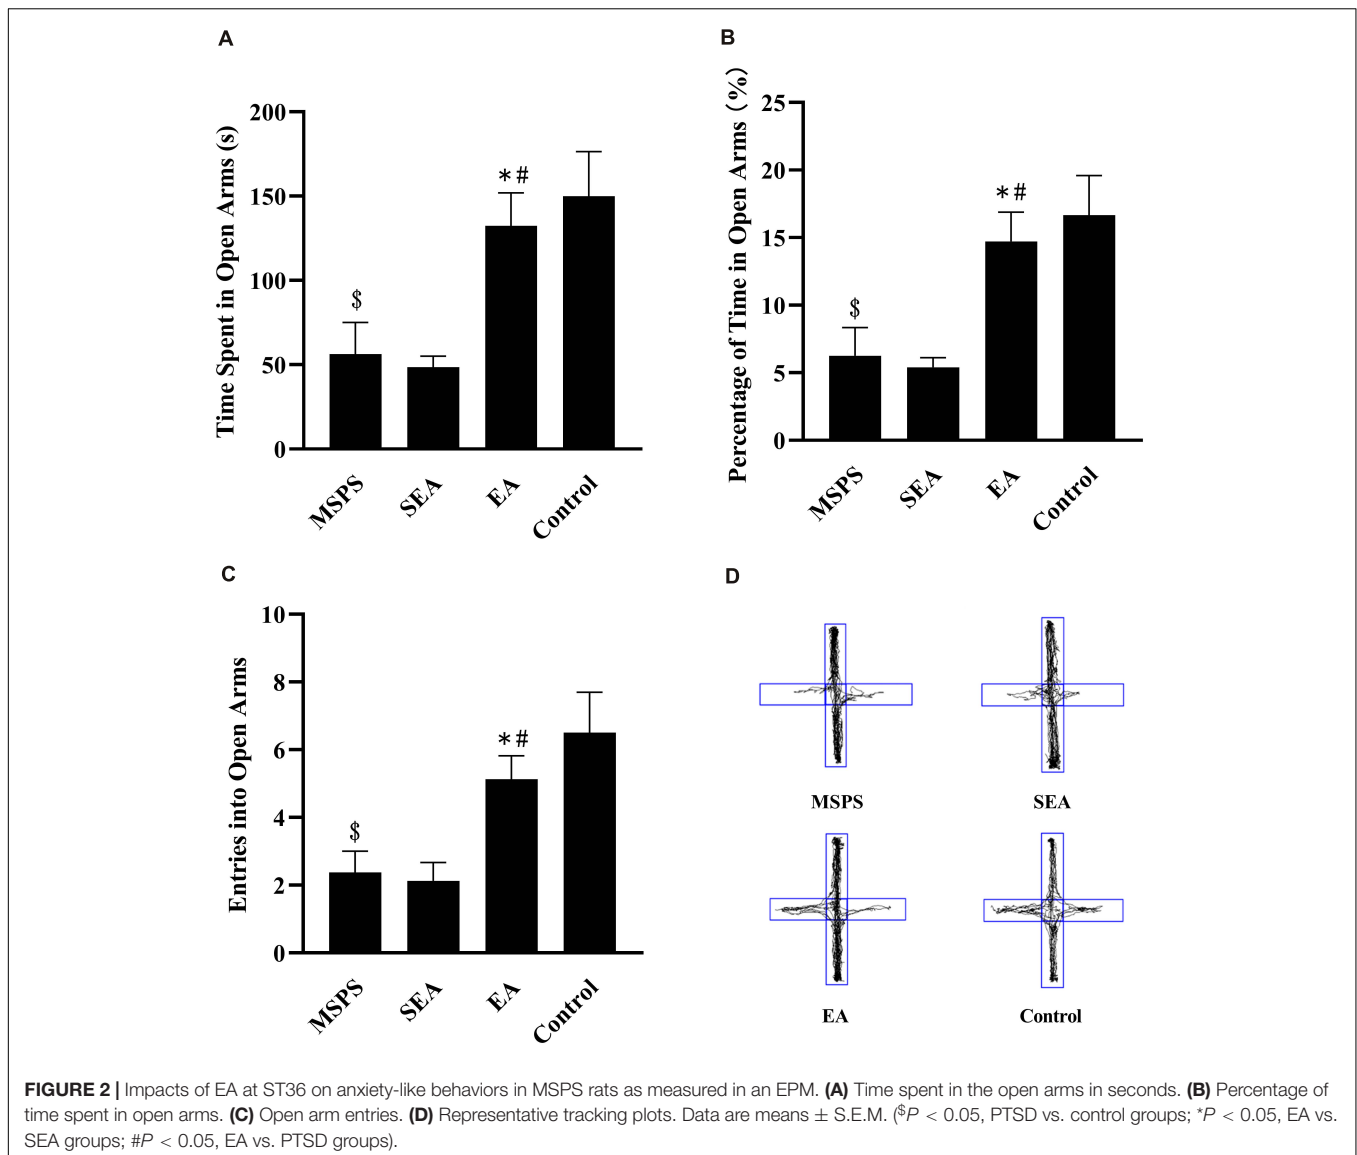 A
Time Spent in Open Arms (s)
200
150
100
50
0
$
*#
MSPS
SEA
EA
Control
B
Percentage of Time in Open Arms (%)
25
20
15
10
5
0
$
*#
MSPS
SEA
EA
Control
C
Entries into Open Arms
10
8
6
4
2
0
$
*#
MSPS
SEA
EA
Control
D
MSPS
SEA
EA
Control
FIGURE 2 | Impacts of EA at ST36 on anxiety-like behaviors in MSPS rats as measured in an EPM. (A) Time spent in the open arms in seconds. (B) Percentage of
time spent in open arms. (C) Open arm entries. (D) Representative tracking plots. Data are means ± S.E.M. ($P < 0.05, PTSD vs. control groups; *P < 0.05, EA vs.
SEA groups; #P < 0.05, EA vs. PTSD groups).